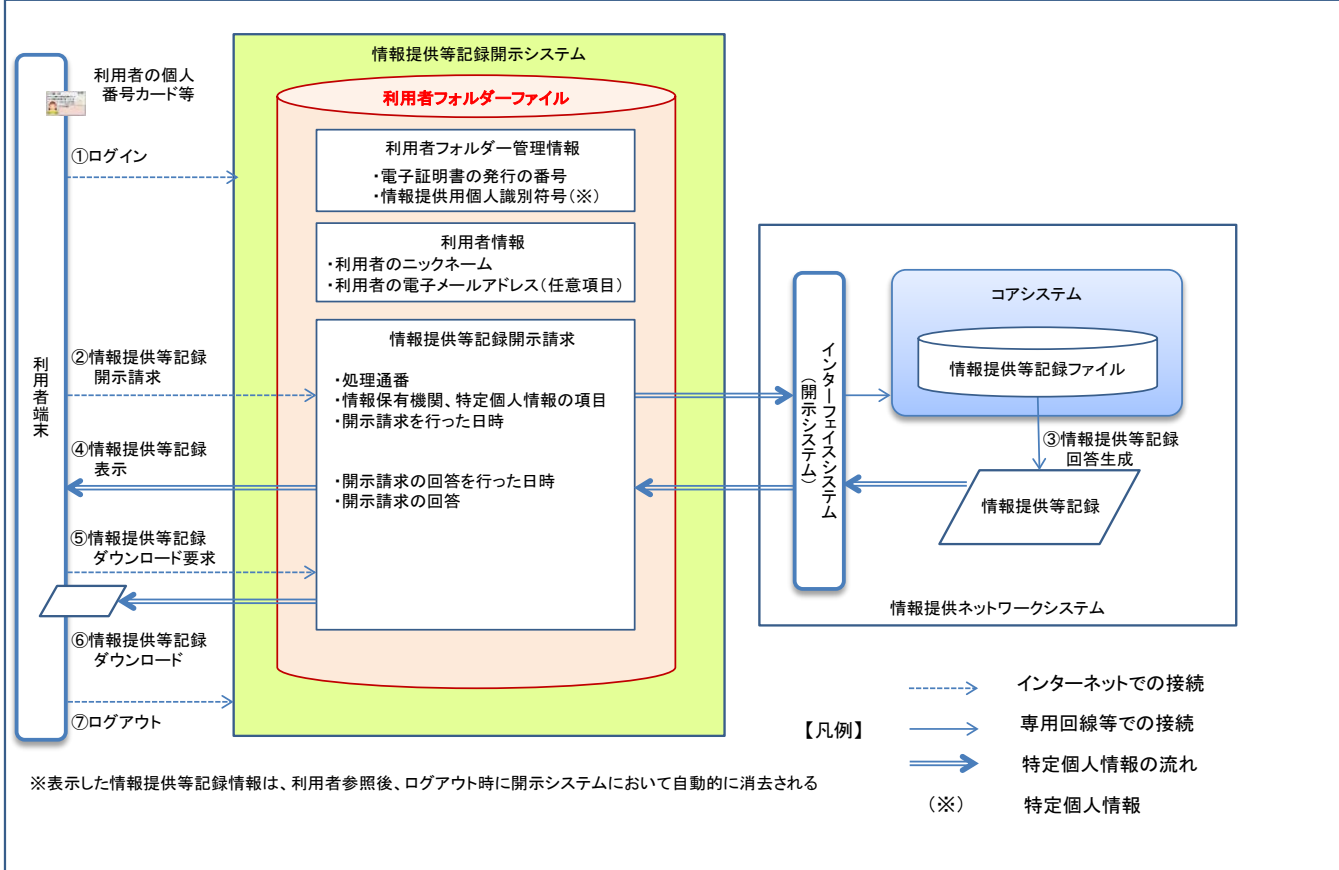 情報提供等記録開示システム
利用者フォルダーファイル
利用者の個人
番号カード等
①ログイン
利用者フォルダー管理情報
・電子証明書の発行の番号
・情報提供用個人識別符号(※)
利用者情報
・利用者のニックネーム
・利用者の電子メールアドレス(任意項目)
利用者端末
②情報提供等記録
開示請求
情報提供等記録開示請求
・処理通番
・情報保有機関、特定個人情報の項目
・開示請求を行った日時
・開示請求の回答を行った日時
・開示請求の回答
④情報提供等記録
表示
⑤情報提供等記録
ダウンロード要求
⑥情報提供等記録
ダウンロード
⑦ログアウト
インターフェイスシステム
(開示システム)
コアシステム
情報提供等記録ファイル
③情報提供等記録
回答生成
情報提供等記録
情報提供ネットワークシステム
【凡例】
インターネットでの接続
専用回線等での接続
特定個人情報の流れ
(※) 特定個人情報
※表示した情報提供等記録情報は、利用者参照後、ログアウト時に開示システムにおいて自動的に消去される